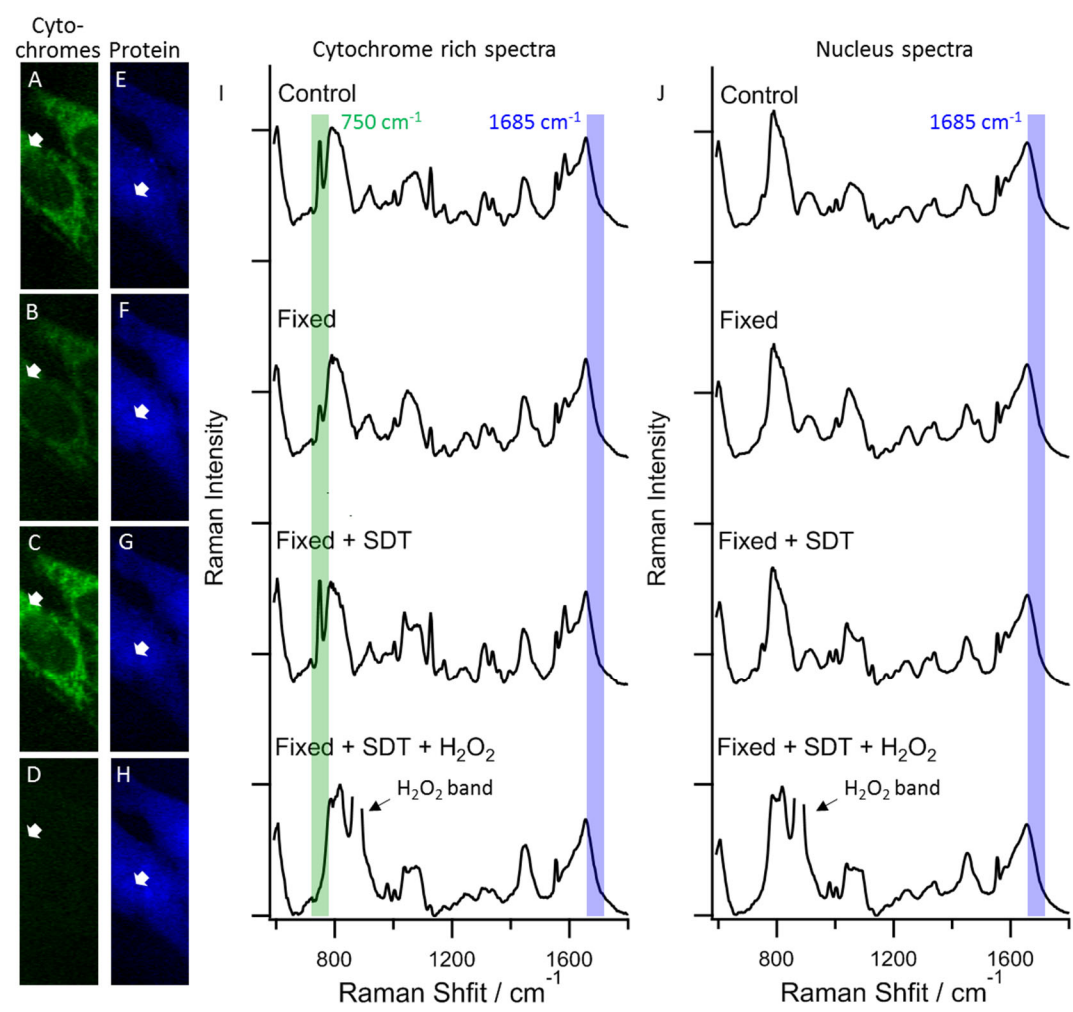 Cyto-
chromes Protein
A
E
B
F
C
G
D
H
I
Cytochrome rich spectra
Control
750 cm-1
1685 cm-1
Fixed
Fixed + SDT
Fixed + SDT + H2O2
H2O2 band
Raman Intensity
800 1200 1600
Raman Shfit / cm-1
J
Nucleus spectra
Control
1685 cm-1
Fixed
Fixed + SDT
Fixed + SDT + H2O2
H2O2 band
Raman Intensity
800 1200 1600
Raman Shfit / cm-1